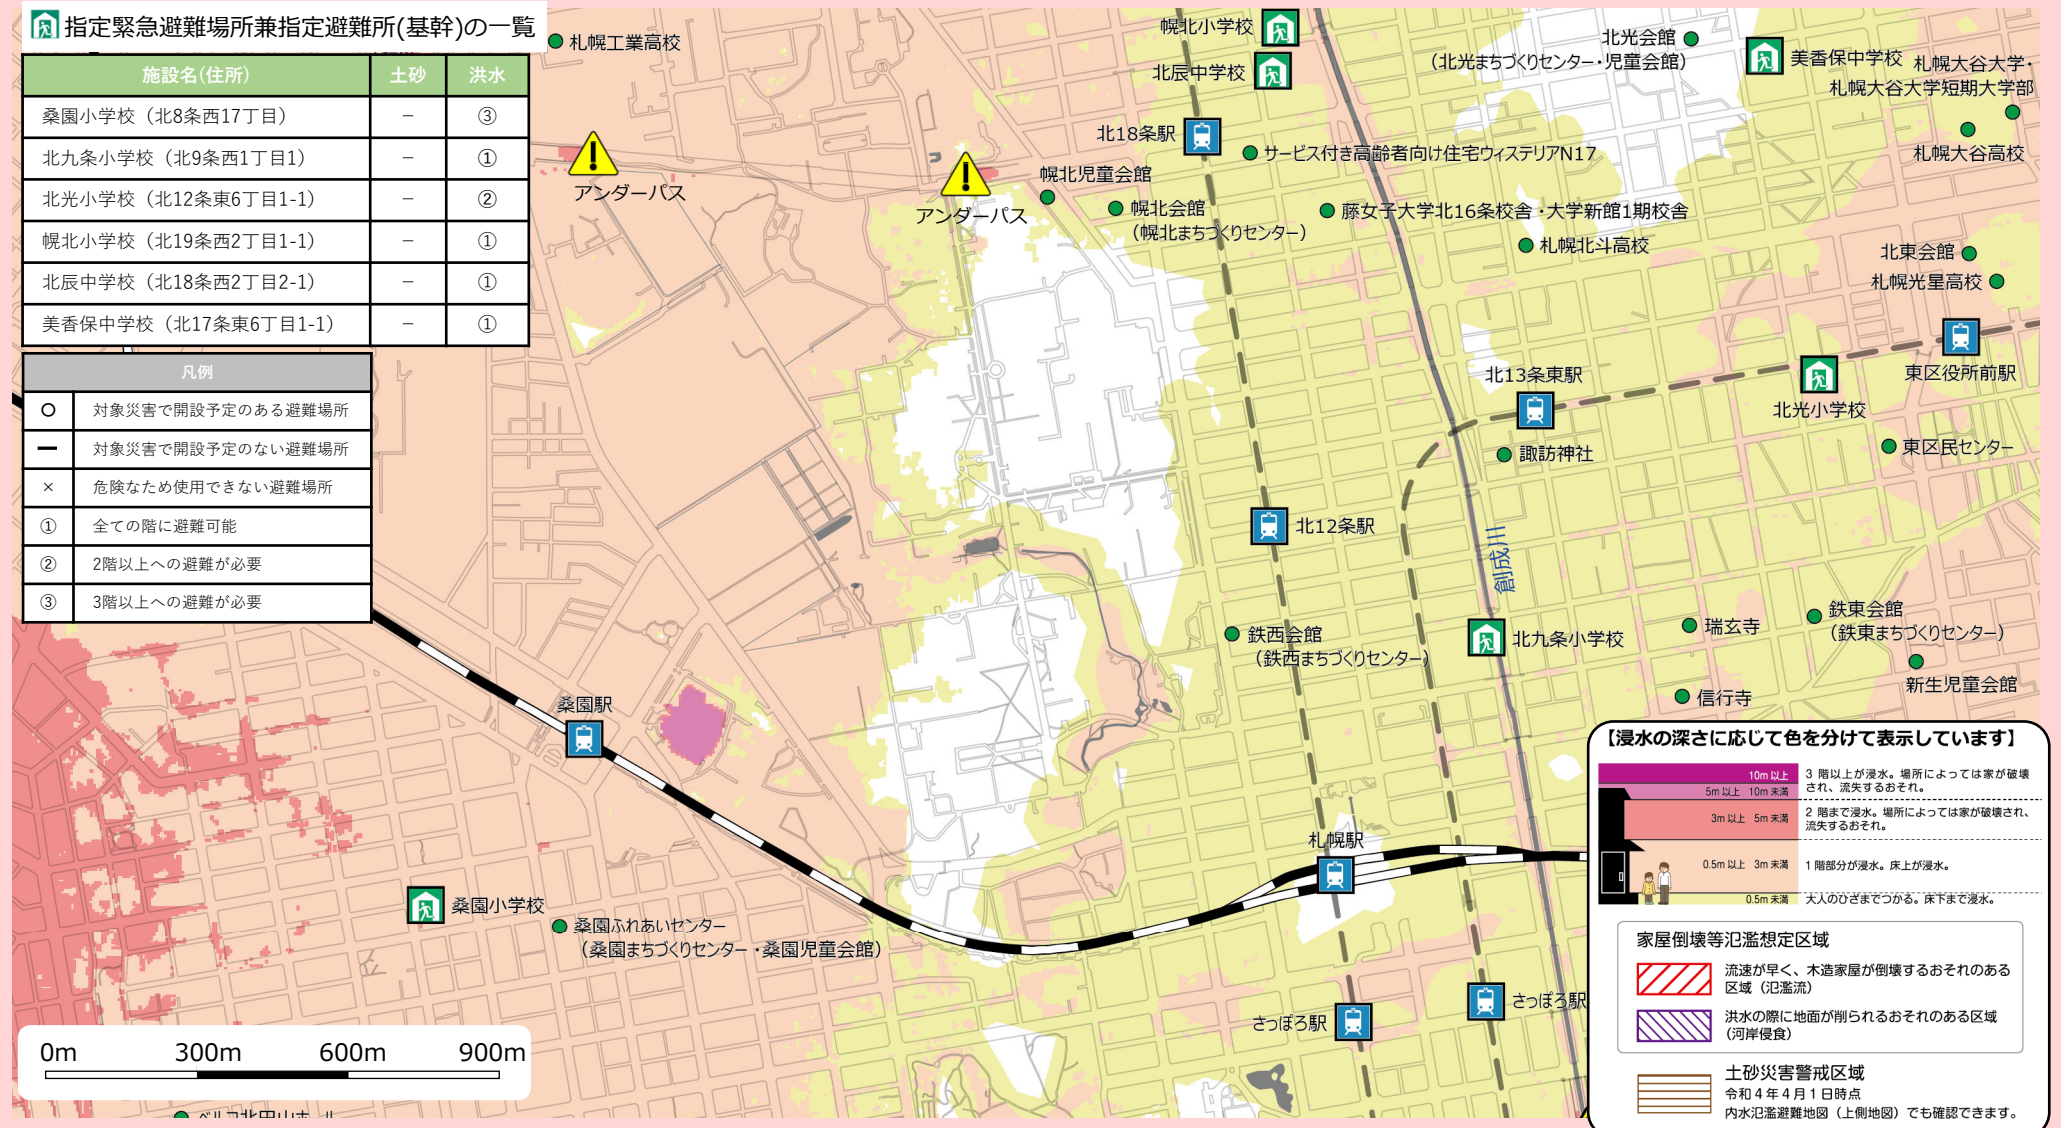 指定緊急避難場所兼指定避難所(基幹)の一覧
施設名(住所) 土砂 洪水
桑園小学校（北8条西17丁目） − ③
北九条小学校（北9条西1丁目1） − ①
北光小学校（北12条東6丁目1-1） − ②
幌北小学校（北19条西2丁目1-1） − ①
北辰中学校（北18条西2丁目2-1） − ①
美香保中学校（北17条東6丁目1-1） − ①
凡例
○ 対象災害で開設予定のある避難場所
ー 対象災害で開設予定のない避難場所
× 危険なため使用できない避難場所
① 全ての階に避難可能
② 2階以上への避難が必要
③ 3階以上への避難が必要
札幌工業高校
アンダーパス
アンダーパス
幌北小学校
北辰中学校
北18条駅
北光会館
（北光まちづくりセンター・児童会館）
美香保中学校
札幌大谷大学・
札幌大谷大学短期大学部
札幌大谷高校
サービス付き高齢者向け住宅ウィステリアN17
幌北児童会館
幌北会館
（幌北まちづくりセンター）
藤女子大学北16条校舎・大学新館1期校舎
札幌北斗高校
北東会館
札幌光星高校
東区役所前駅
北13条東駅
北光小学校
諏訪神社
東区民センター
北12条駅
創成川
鉄西会館
（鉄西まちづくりセンター）
北九条小学校
瑞玄寺
鉄東会館
（鉄東まちづくりセンター）
新生児童会館
信行寺
桑園駅
札幌駅
桑園小学校
桑園ふれあいセンター
（桑園まちづくりセンター・桑園児童会館）
さっぽろ駅
さっぽろ駅
0m 300m 600m 900m
【浸水の深さに応じて色を分けて表示しています】
10m 以上 3 階以上が浸水。場所によっては家が破壊
され、流失するおそれ。
5m 以上 10m 未満
3m 以上 5m 未満 2 階まで浸水。場所によっては家が破壊され、
流失するおそれ。
0.5m 以上 3m 未満 1 階部分が浸水。床上が浸水。
0.5m 未満 大人のひざまでつかる。床下まで浸水。
家屋倒壊等氾濫想定区域
流速が早く、木造家屋が倒壊するおそれのある
区域（氾濫流）
洪水の際に地面が削られるおそれのある区域
（河岸侵食）
土砂災害警戒区域
令和４年４月１日時点
内水氾濫避難地図（上側地図）でも確認できます。